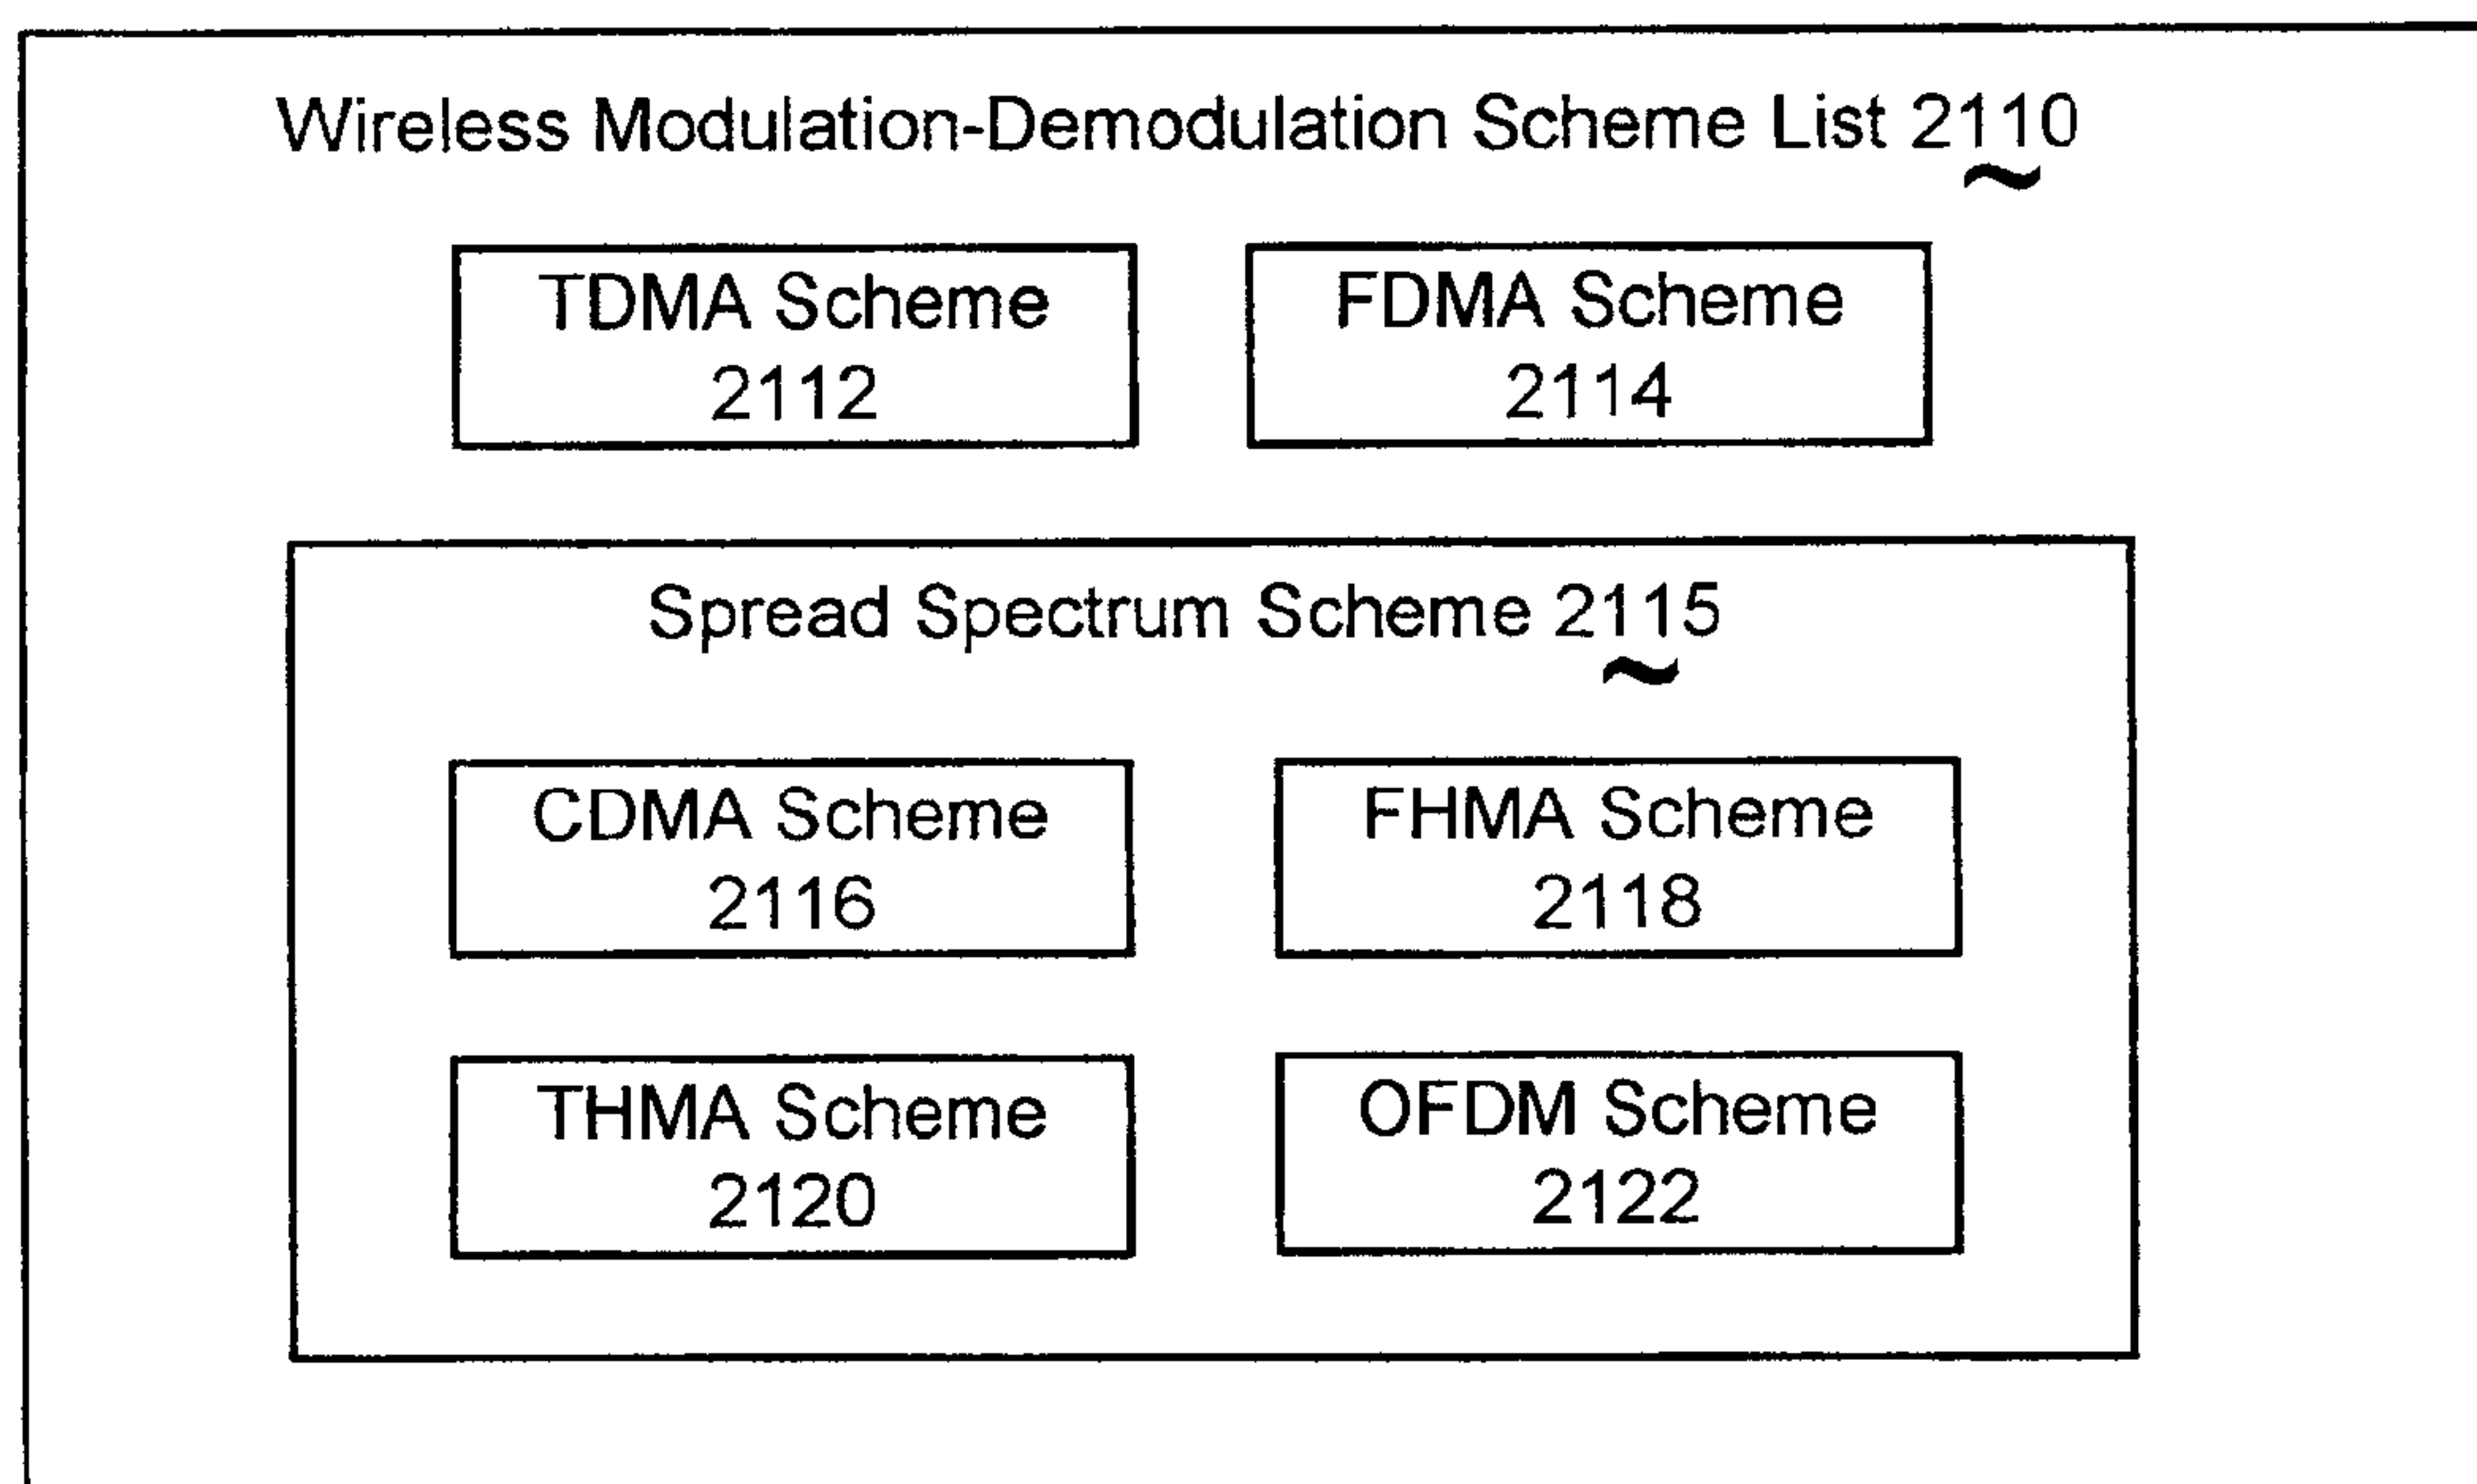 Wireless Modulation-Demodulation Scheme List 2110
~
TDMA Scheme
2112
FDMA Scheme
2114
Spread Spectrum Scheme 2115
~
CDMA Scheme
2116
FHMA Scheme
2118
THMA Scheme
2120
OFDM Scheme
2122